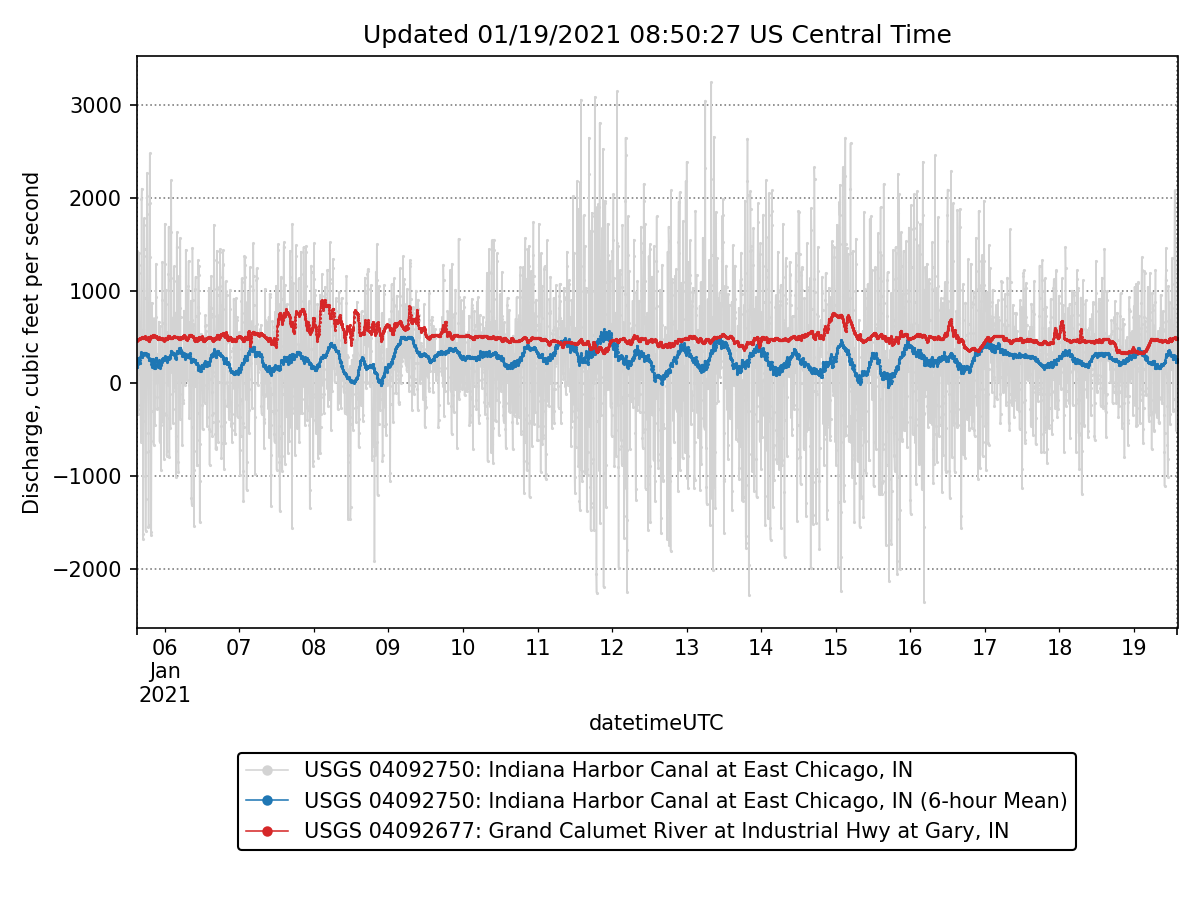 Updated 01/19/2021 08:50:27 US Central Time
Discharge, cubic feet per second
3000
2000
1000
0
−1000
−2000
06 07 08 09 10 11 12 13 14 15 16 17 18 19
Jan
2021
datetimeUTC
USGS 04092750: Indiana Harbor Canal at East Chicago, IN
USGS 04092750: Indiana Harbor Canal at East Chicago, IN (6-hour Mean)
USGS 04092677: Grand Calumet River at Industrial Hwy at Gary, IN